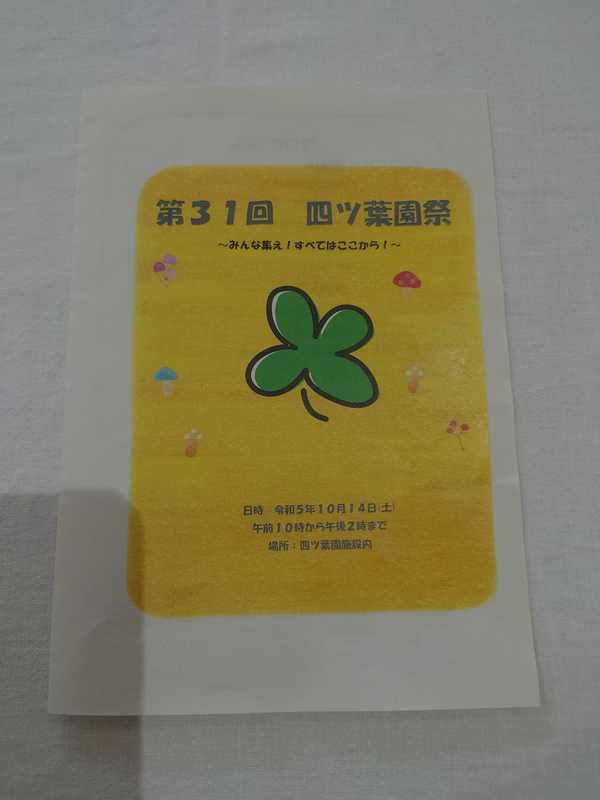 第３１回　四ツ葉園祭
～みんな集え！すべてはここから！～
日時　令和５年１０月１４日(土)
午前１０時から午後２時まで
場所：四ツ葉園施設内